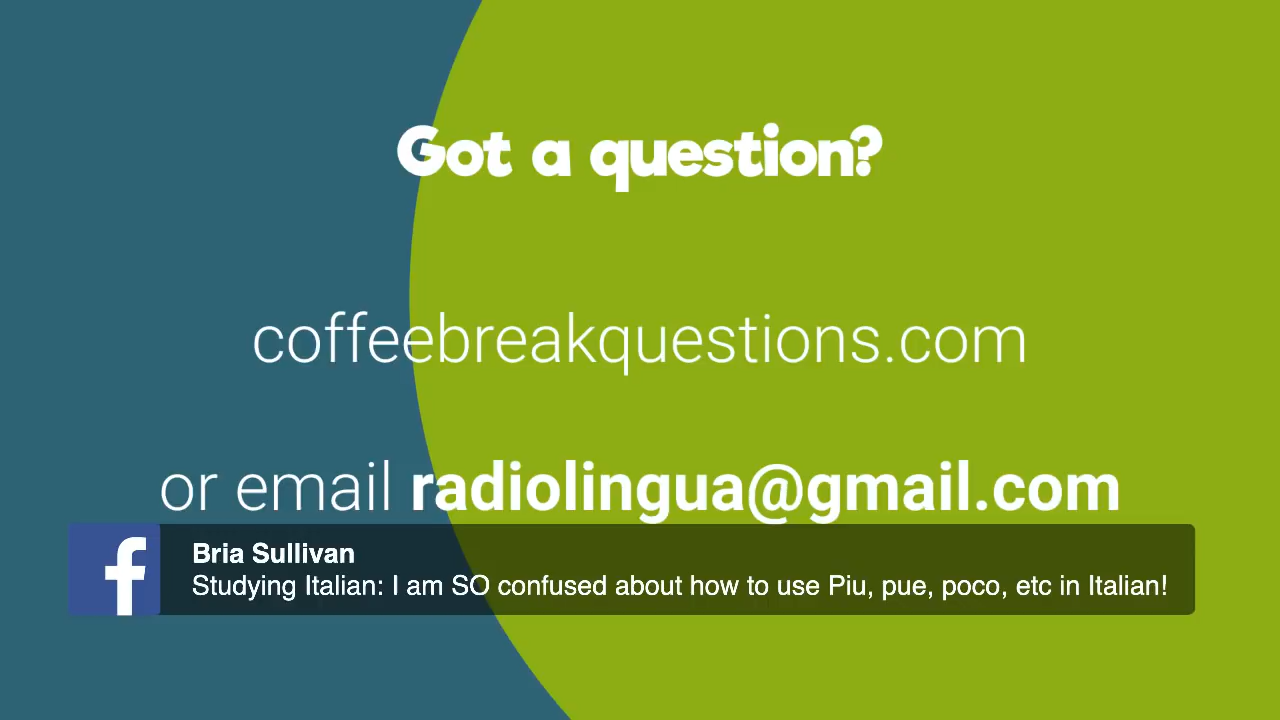 Got a question?
coffeebreakquestions.com
or email radiolingua@gmail.com
Bria Sullivan
Studying Italian: I am SO confused about how to use Piu, pue, poco, etc in Italian!